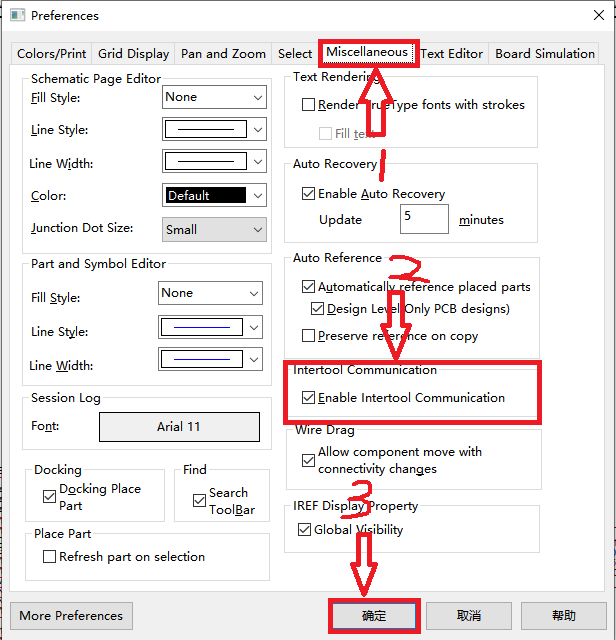 Preferences
Colors/Print
Grid Display
Pan and Zoom
Select
Miscellaneous
Text Editor
Board Simulation
Schematic Page Editor
Fill Style:
None
Line Style:
Line Width:
Color:
Default
Junction Dot Size:
Small
Part and Symbol Editor
Fill Style:
None
Line Style:
Line Width:
Session Log
Font:
Arial 11
Docking
Docking Place
Part
Find
Search
ToolBar
Place Part
Refresh part on selection
Text Rendering
Render TrueType fonts with strokes
Fill text
1
Auto Recovery
Enable Auto Recovery
Update
5
minutes
Auto Reference
2
Automatically reference placed parts
Design Level(Only PCB designs)
Preserve reference on copy
Intertool Communication
Enable Intertool Communication
Wire Drag
Allow component move with
connectivity changes
3
IREF Display Property
Global Visibility
More Preferences
确定
取消
帮助